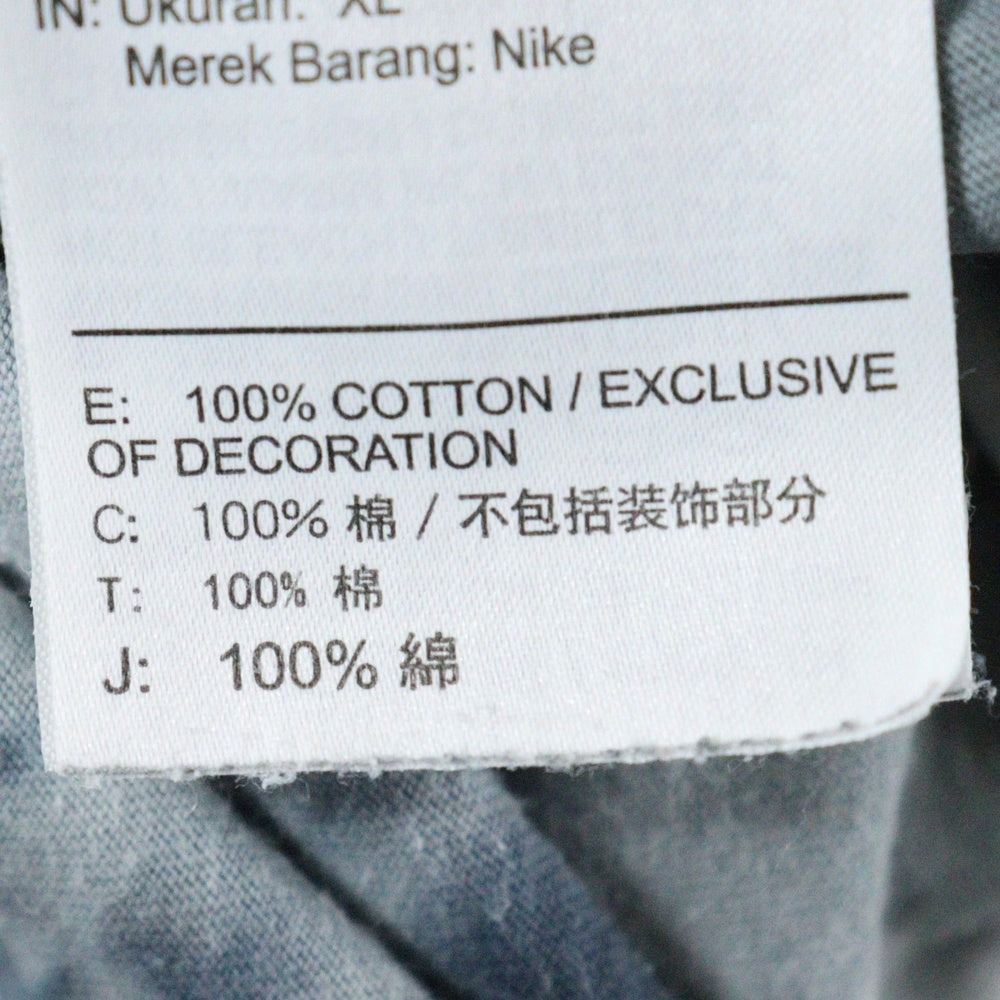 IN: Ukuran: XL
Merek Barang: Nike
E: 100% COTTON / EXCLUSIVE
OF DECORATION
C: 100% 棉 / 不包括装饰部分
T: 100% 棉
J: 100% 綿